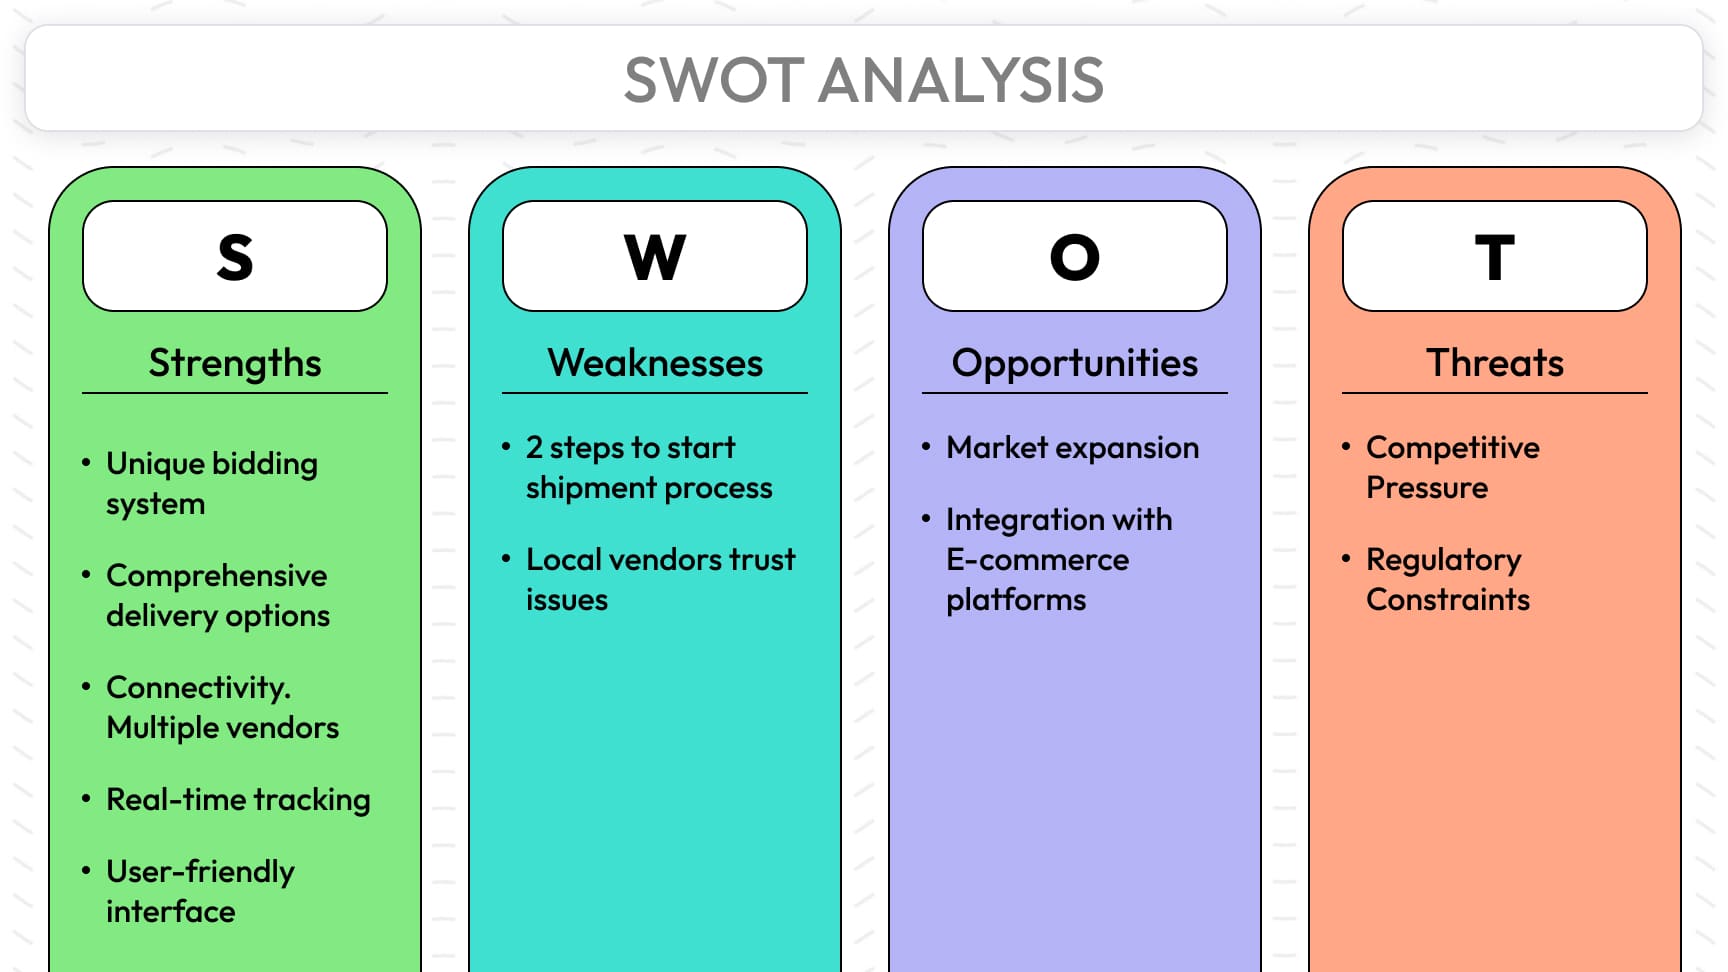 SWOT ANALYSIS
S
Strengths
• Unique bidding
system
• Comprehensive
delivery options
• Connectivity.
Multiple vendors
• Real-time tracking
• User-friendly
interface
W
Weaknesses
• 2 steps to start
shipment process
• Local vendors trust
issues
O
Opportunities
• Market expansion
• Integration with
E-commerce
platforms
T
Threats
• Competitive
Pressure
• Regulatory
Constraints